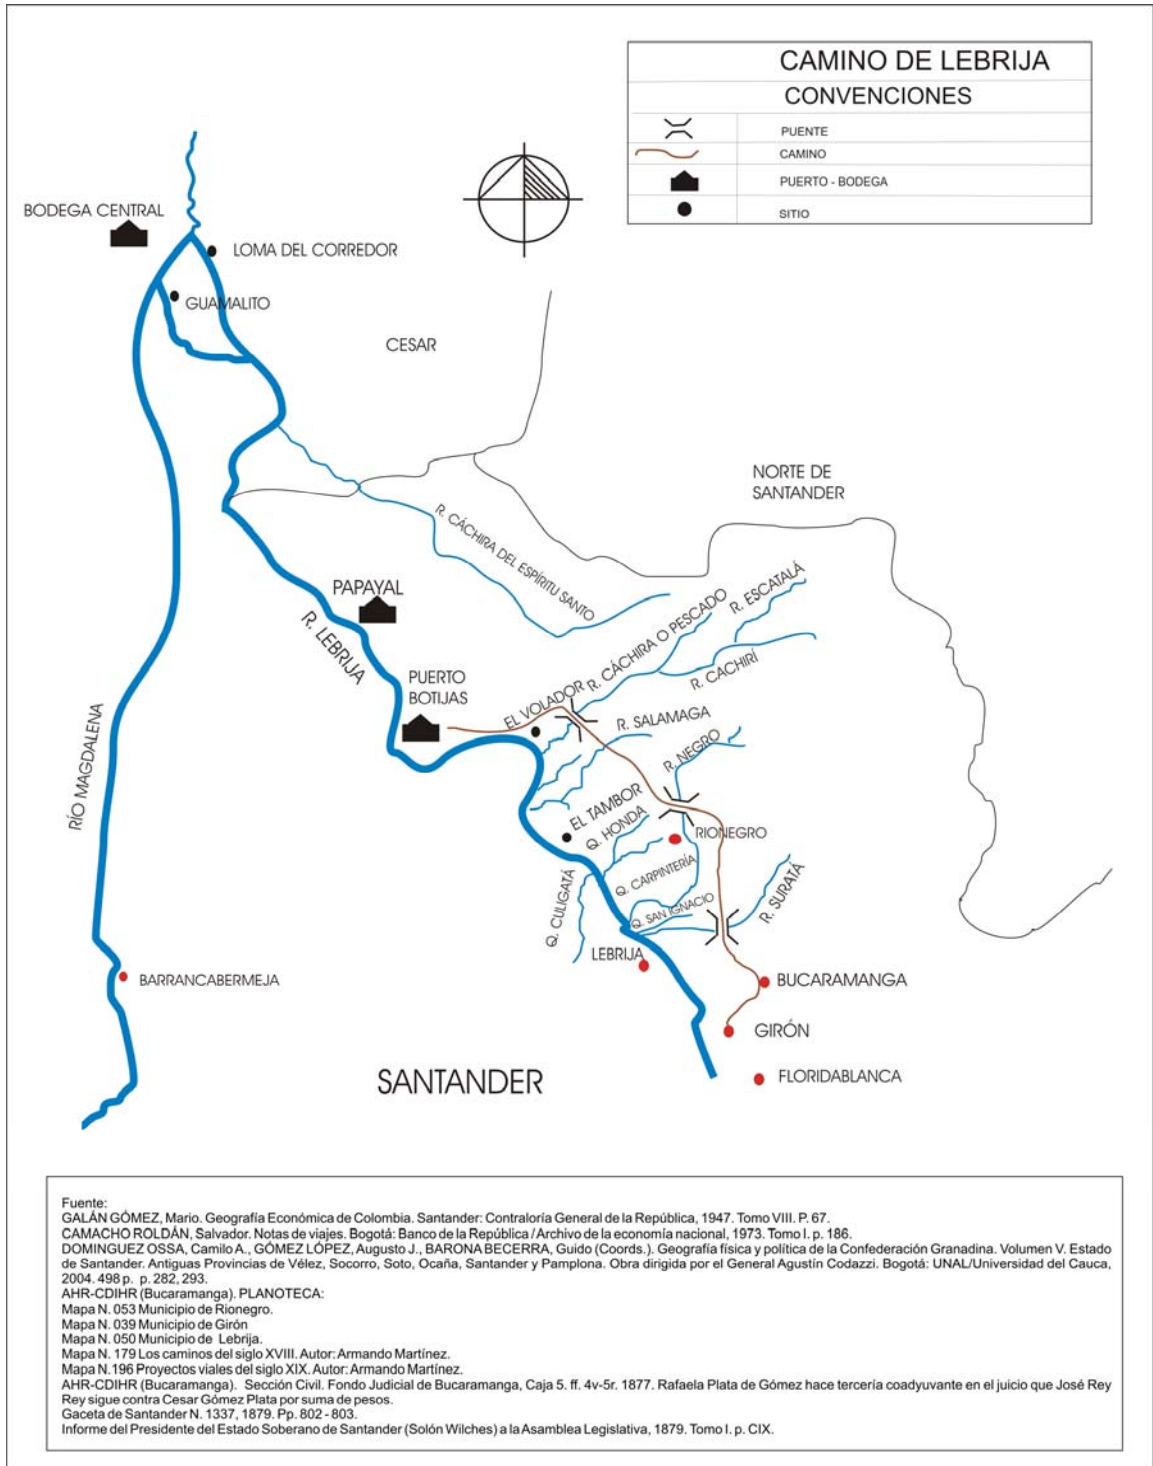 CAMINO DE LEBRIJA
CONVENCIONES
PUENTE
CAMINO
PUERTO - BODEGA
SITIO
BODEGA CENTRAL
LOMA DEL CORREDOR
GUAMALITO
CESAR
NORTE DE
SANTANDER
R. CÁCHIRA DEL ESPÍRITU SANTO
PAPAYAL
R. LEBRIJA
R. ESCATALÁ
R. CÁCHIRA O PESCADO
R. CACHIRÍ
PUERTO
BOTIJAS
EL VOLADOR
R. SALAMAGA
R. NEGRO
RÍO MAGDALENA
EL TAMBOR
Q. HONDA
RIONEGRO
Q. CARPINTERÍA
Q. CULIGATÁ
Q. SAN IGNACIO
R. SURATÁ
LEBRIJA
BARRANCABERMEJA
BUCARAMANGA
GIRÓN
SANTANDER
FLORIDABLANCA
Fuente:
GALÁN GÓMEZ, Mario. Geografía Económica de Colombia. Santander: Contraloría General de la República, 1947. Tomo VIII. P. 67.
CAMACHO ROLDÁN, Salvador. Notas de viajes. Bogotá: Banco de la República / Archivo de la economía nacional, 1973. Tomo I. p. 186.
DOMINGUEZ OSSA, Camilo A., GÓMEZ LÓPEZ, Augusto J., BARONA BECERRA, Guido (Coords.). Geografía física y política de la Confederación Granadina. Volumen V. Estado
de Santander. Antiguas Provincias de Vélez, Socorro, Soto, Ocaña, Santander y Pamplona. Obra dirigida por el General Agustín Codazzi. Bogotá: UNAL/Universidad del Cauca,
2004. 498 p. p. 282, 293.
AHR-CDIHR (Bucaramanga). PLANOTECA:
Mapa N. 053 Municipio de Rionegro.
Mapa N. 039 Municipio de Girón
Mapa N. 050 Municipio de Lebrija.
Mapa N. 179 Los caminos del siglo XVIII. Autor: Armando Martínez.
Mapa N.196 Proyectos viales del siglo XIX. Autor: Armando Martínez.
AHR-CDIHR (Bucaramanga). Sección Civil. Fondo Judicial de Bucaramanga, Caja 5. ff. 4v-5r. 1877. Rafaela Plata de Gómez hace tercería coadyuvante en el juicio que José Rey
Rey sigue contra Cesar Gómez Plata por suma de pesos.
Gaceta de Santander N. 1337, 1879. Pp. 802 - 803.
Informe del Presidente del Estado Soberano de Santander (Solón Wilches) a la Asamblea Legislativa, 1879. Tomo I. p. CIX.